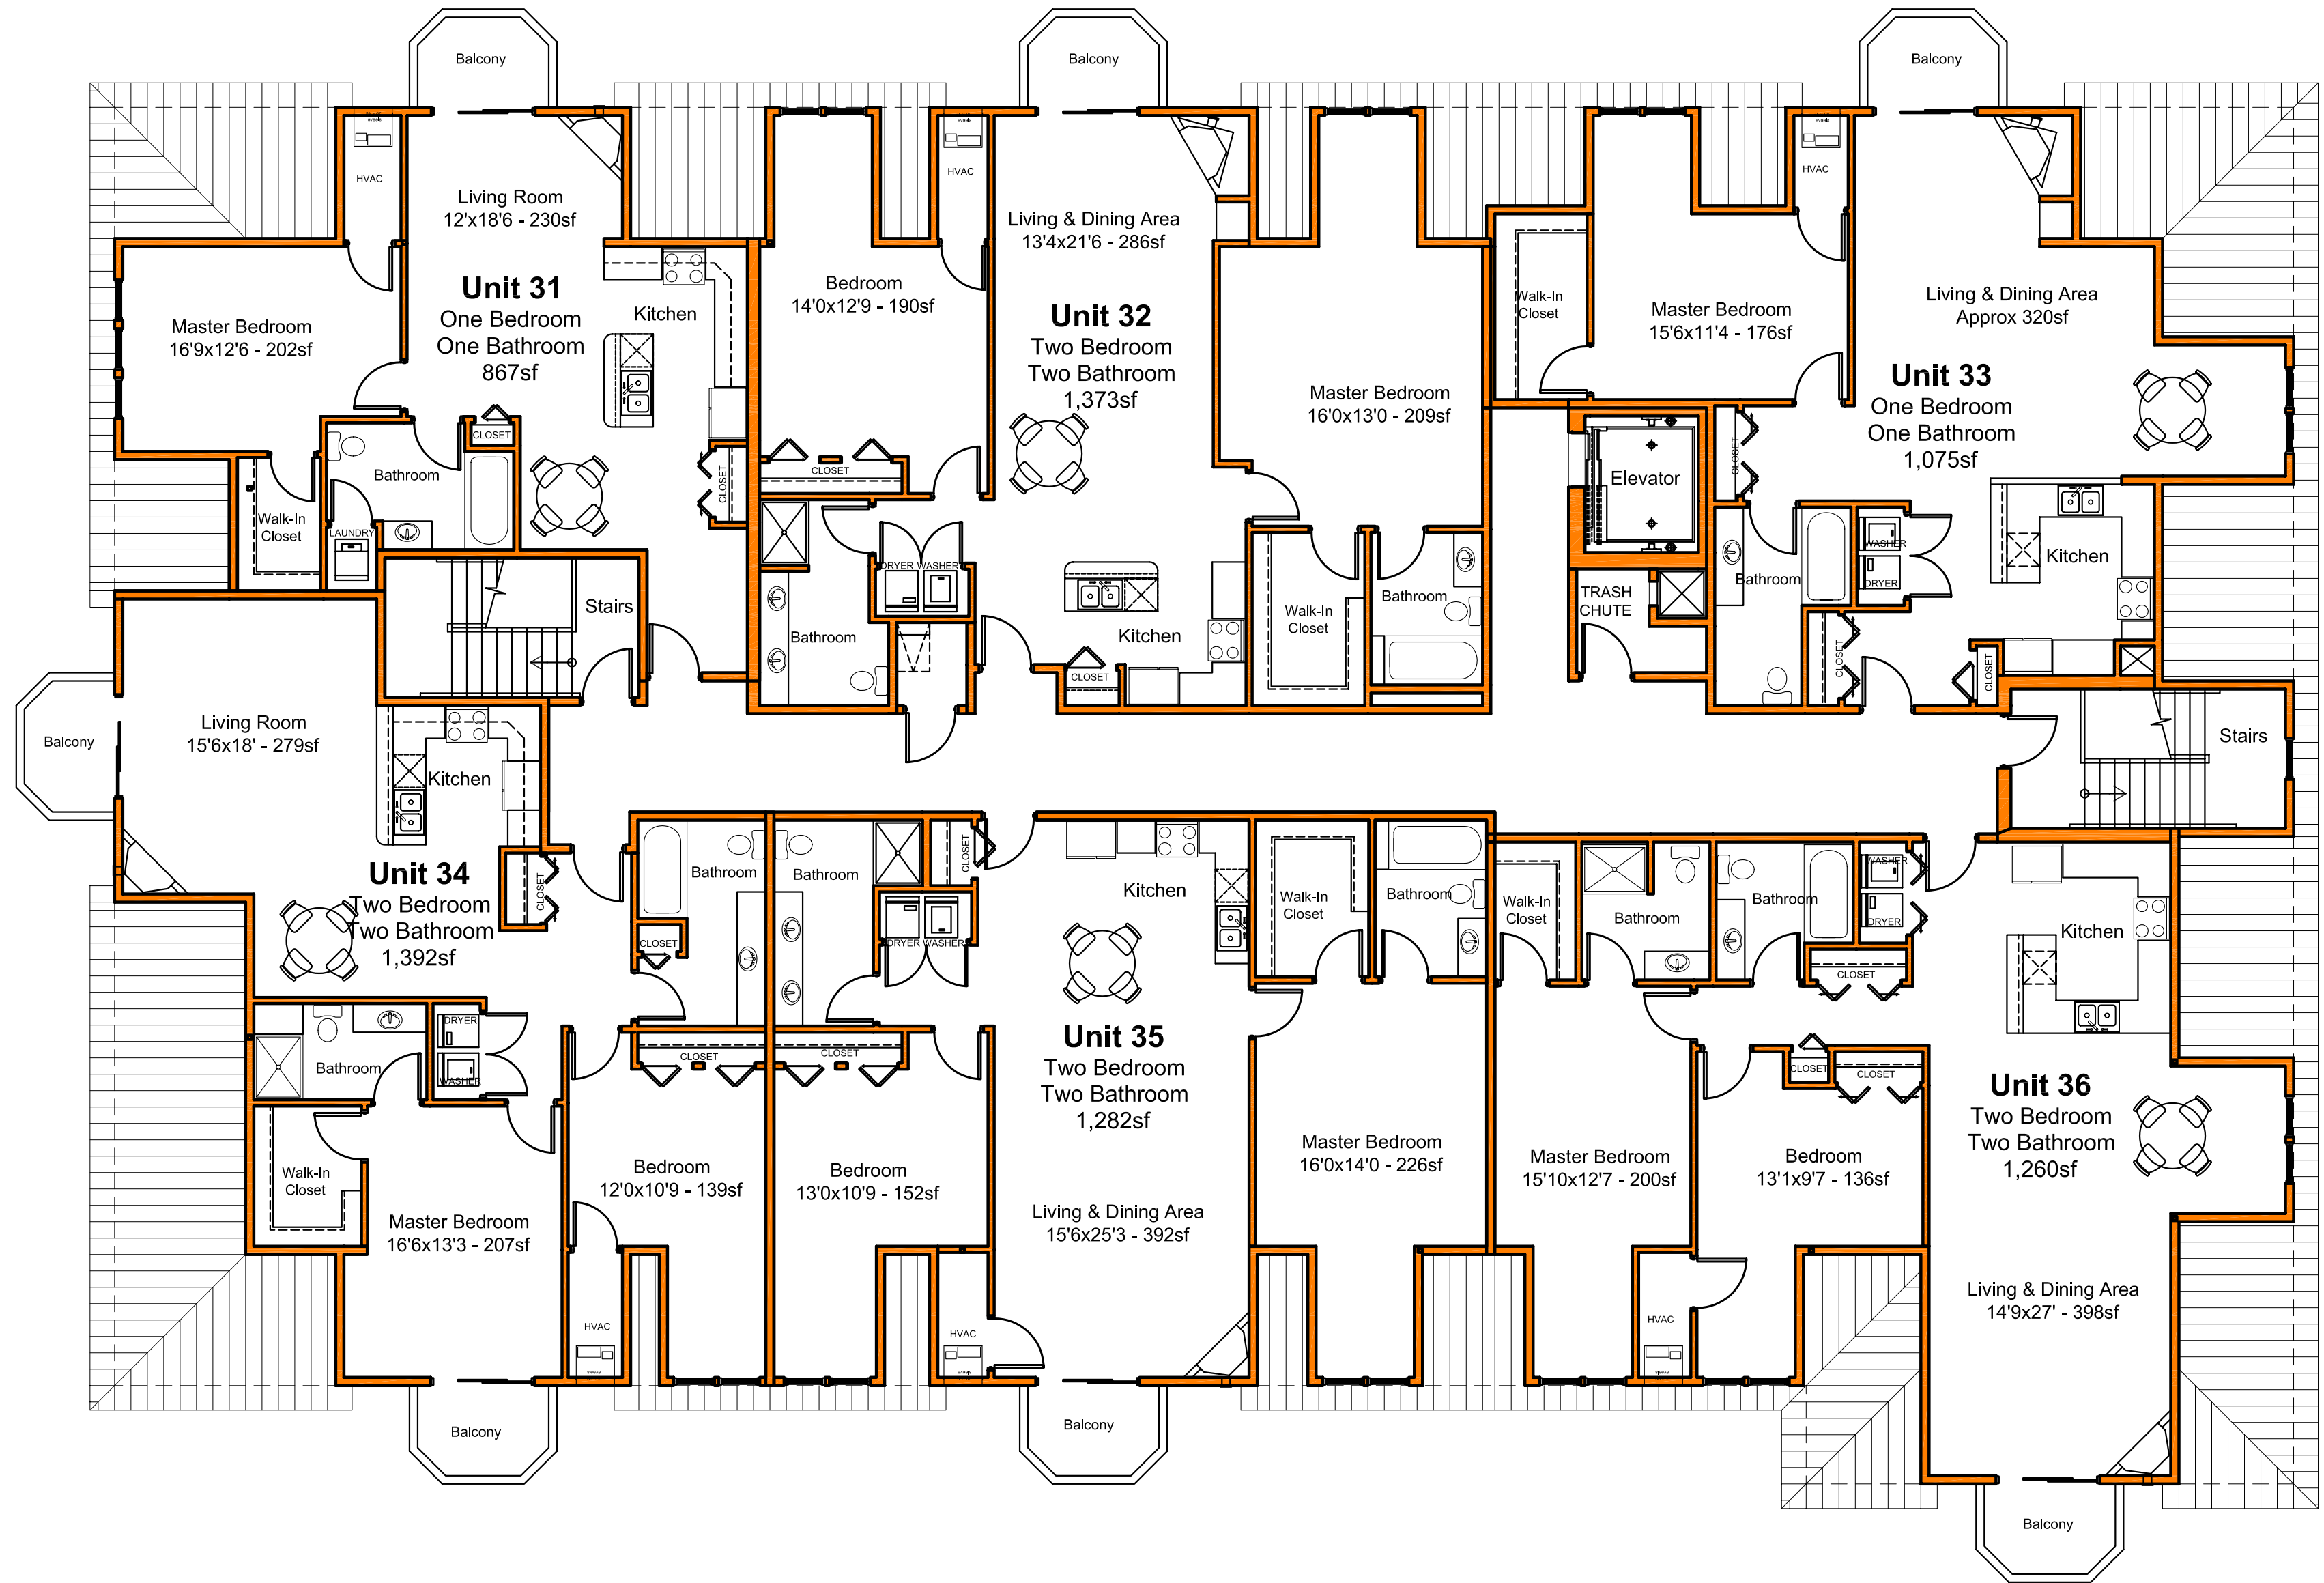 Balcony
Balcony
Balcony
HVAC
Living Room
12'x18'6 - 230sf
Unit 31
One Bedroom
One Bathroom
867sf
Kitchen
Master Bedroom
16'9x12'6 - 202sf
CLOSET
Bathroom
CLOSET
Walk-In
Closet
LAUNDRY
Stairs
HVAC
Bedroom
14'0x12'9 - 190sf
Living & Dining Area
13'4x21'6 - 286sf
Unit 32
Two Bedroom
Two Bathroom
1,373sf
Master Bedroom
16'0x13'0 - 209sf
CLOSET
DRYER
WASHER
Bathroom
Kitchen
CLOSET
Walk-In
Closet
Bathroom
HVAC
Walk-In
Closet
Master Bedroom
15'6x11'4 - 176sf
Living & Dining Area
Approx 320sf
Unit 33
One Bedroom
One Bathroom
1,075sf
CLOSET
Elevator
TRASH
CHUTE
WASHER
DRYER
Bathroom
Kitchen
CLOSET
CLOSET
Stairs
Balcony
Living Room
15'6x18' - 279sf
Kitchen
Unit 34
Two Bedroom
Two Bathroom
1,392sf
CLOSET
Bathroom
CLOSET
DRYER
WASHER
Bathroom
Walk-In
Closet
Master Bedroom
16'6x13'3 - 207sf
CLOSET
Bedroom
12'0x10'9 - 139sf
HVAC
Balcony
Bathroom
CLOSET
DRYER
WASHER
Kitchen
Walk-In
Closet
Bathroom
CLOSET
Unit 35
Two Bedroom
Two Bathroom
1,282sf
Bedroom
13'0x10'9 - 152sf
Living & Dining Area
15'6x25'3 - 392sf
Master Bedroom
16'0x14'0 - 226sf
HVAC
Balcony
Walk-In
Closet
Bathroom
Bathroom
WASHER
DRYER
CLOSET
Kitchen
CLOSET
CLOSET
Unit 36
Two Bedroom
Two Bathroom
1,260sf
Master Bedroom
15'10x12'7 - 200sf
Bedroom
13'1x9'7 - 136sf
Living & Dining Area
14'9x27' - 398sf
HVAC
Balcony